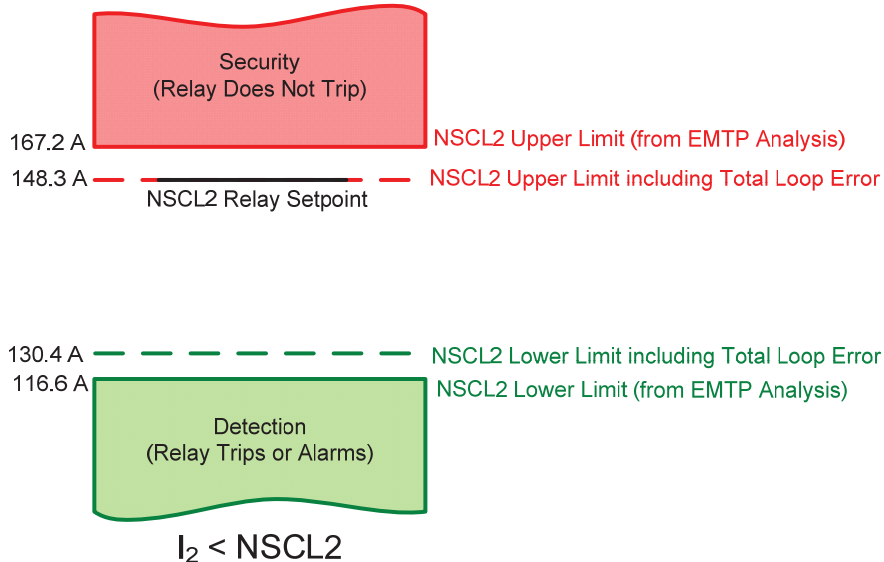 Security
(Relay Does Not Trip)
167.2 A
NSCL2 Upper Limit (from EMTP Analysis)
148.3 A
NSCL2 Upper Limit including Total Loop Error
NSCL2 Relay Setpoint
130.4 A
NSCL2 Lower Limit including Total Loop Error
116.6 A
NSCL2 Lower Limit (from EMTP Analysis)
Detection
(Relay Trips or Alarms)
I₂ < NSCL2